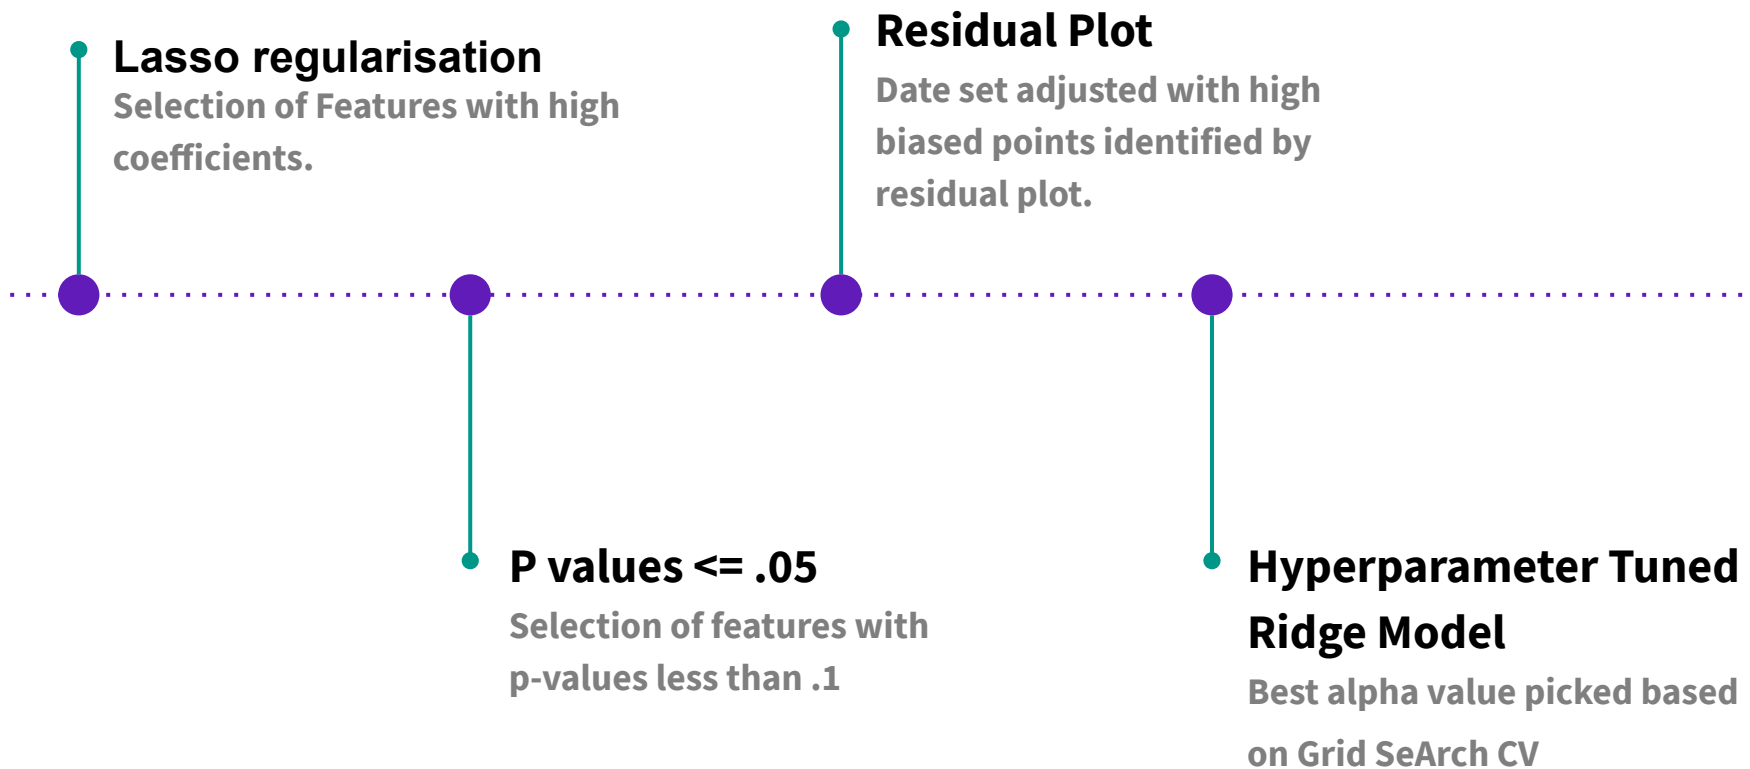 Lasso regularisation
Selection of Features with high
coefficients.
P values <= .05
Selection of features with
p-values less than .1
Residual Plot
Date set adjusted with high
biased points identified by
residual plot.
Hyperparameter Tuned
Ridge Model
Best alpha value picked based
on Grid SeArch CV